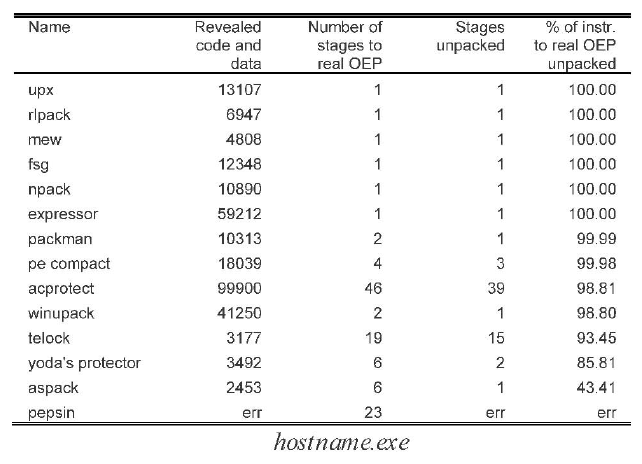 Name Revealed Number of Stages % of instr.
code and stages to unpacked to real OEP
data real OEP unpacked
upx 13107 1 1 100.00
rlpack 6947 1 1 100.00
mew 4808 1 1 100.00
fsg 12348 1 1 100.00
npack 10890 1 1 100.00
expressor 59212 1 1 100.00
packman 10313 2 1 99.99
pe compact 18039 4 3 99.98
acprotect 99900 46 39 98.81
winupack 41250 2 1 98.80
telock 3177 19 15 93.45
yoda's protector 3492 6 2 85.81
aspack 2453 6 1 43.41
pepsin err 23 err err
hostname.exe